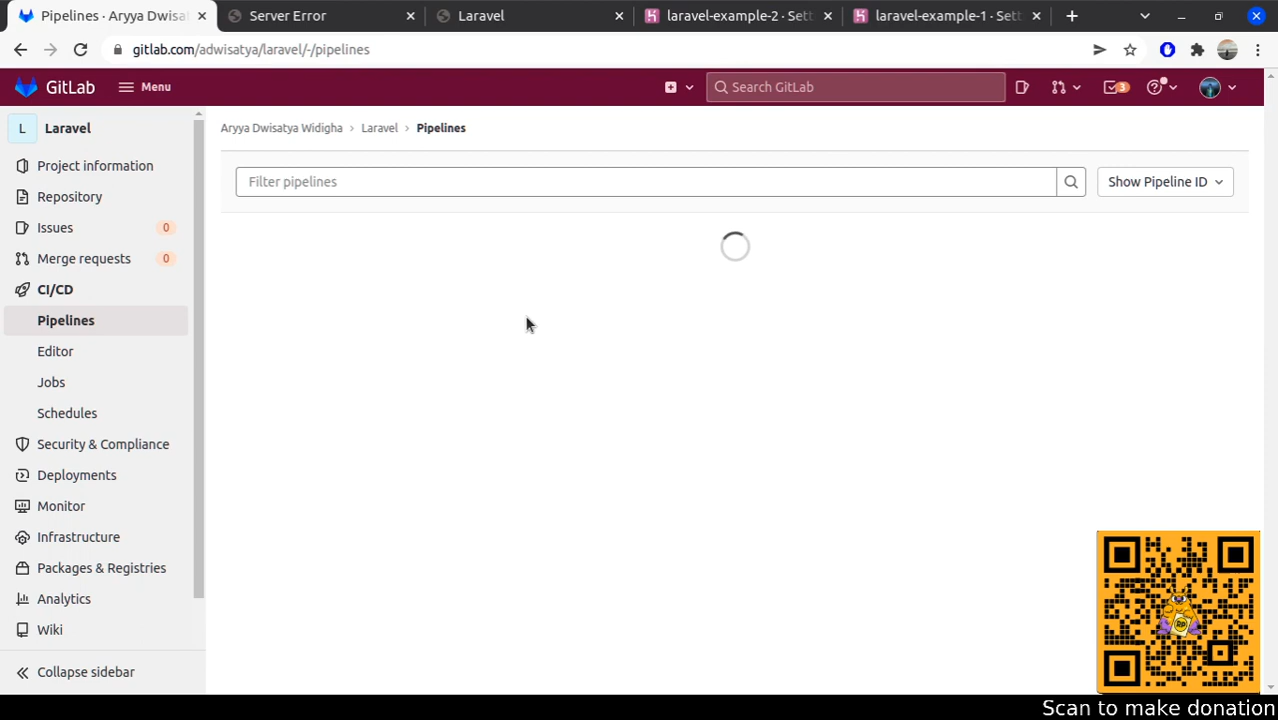 Pipelines · Aryya Dwisat
Server Error
Laravel
laravel-example-2 · Sett
laravel-example-1 · Sett
gitlab.com/adwisatya/laravel/-/pipelines
GitLab
Menu
Search GitLab
3
L
Laravel
Project information
Repository
Issues
0
Merge requests
0
CI/CD
Pipelines
Editor
Jobs
Schedules
Security & Compliance
Deployments
Monitor
Infrastructure
Packages & Registries
Analytics
Wiki
Collapse sidebar
Aryya Dwisatya Widigha › Laravel › Pipelines
Filter pipelines
Show Pipeline ID
Scan to make donation